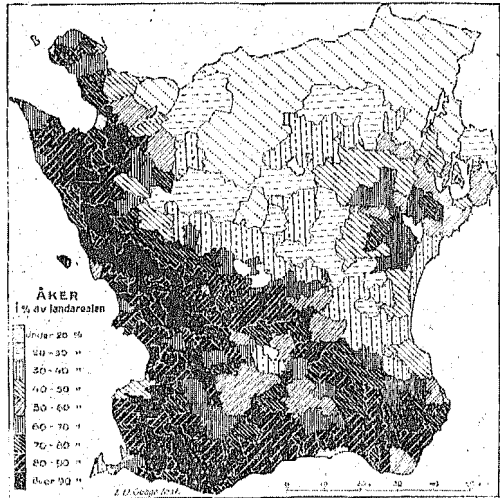 ÅKER
i % av landarealen
Under 20 %
20-30 "
30-40 "
40-50 "
50-60 "
60-70 "
70-80 "
80-90 "
över 90 "